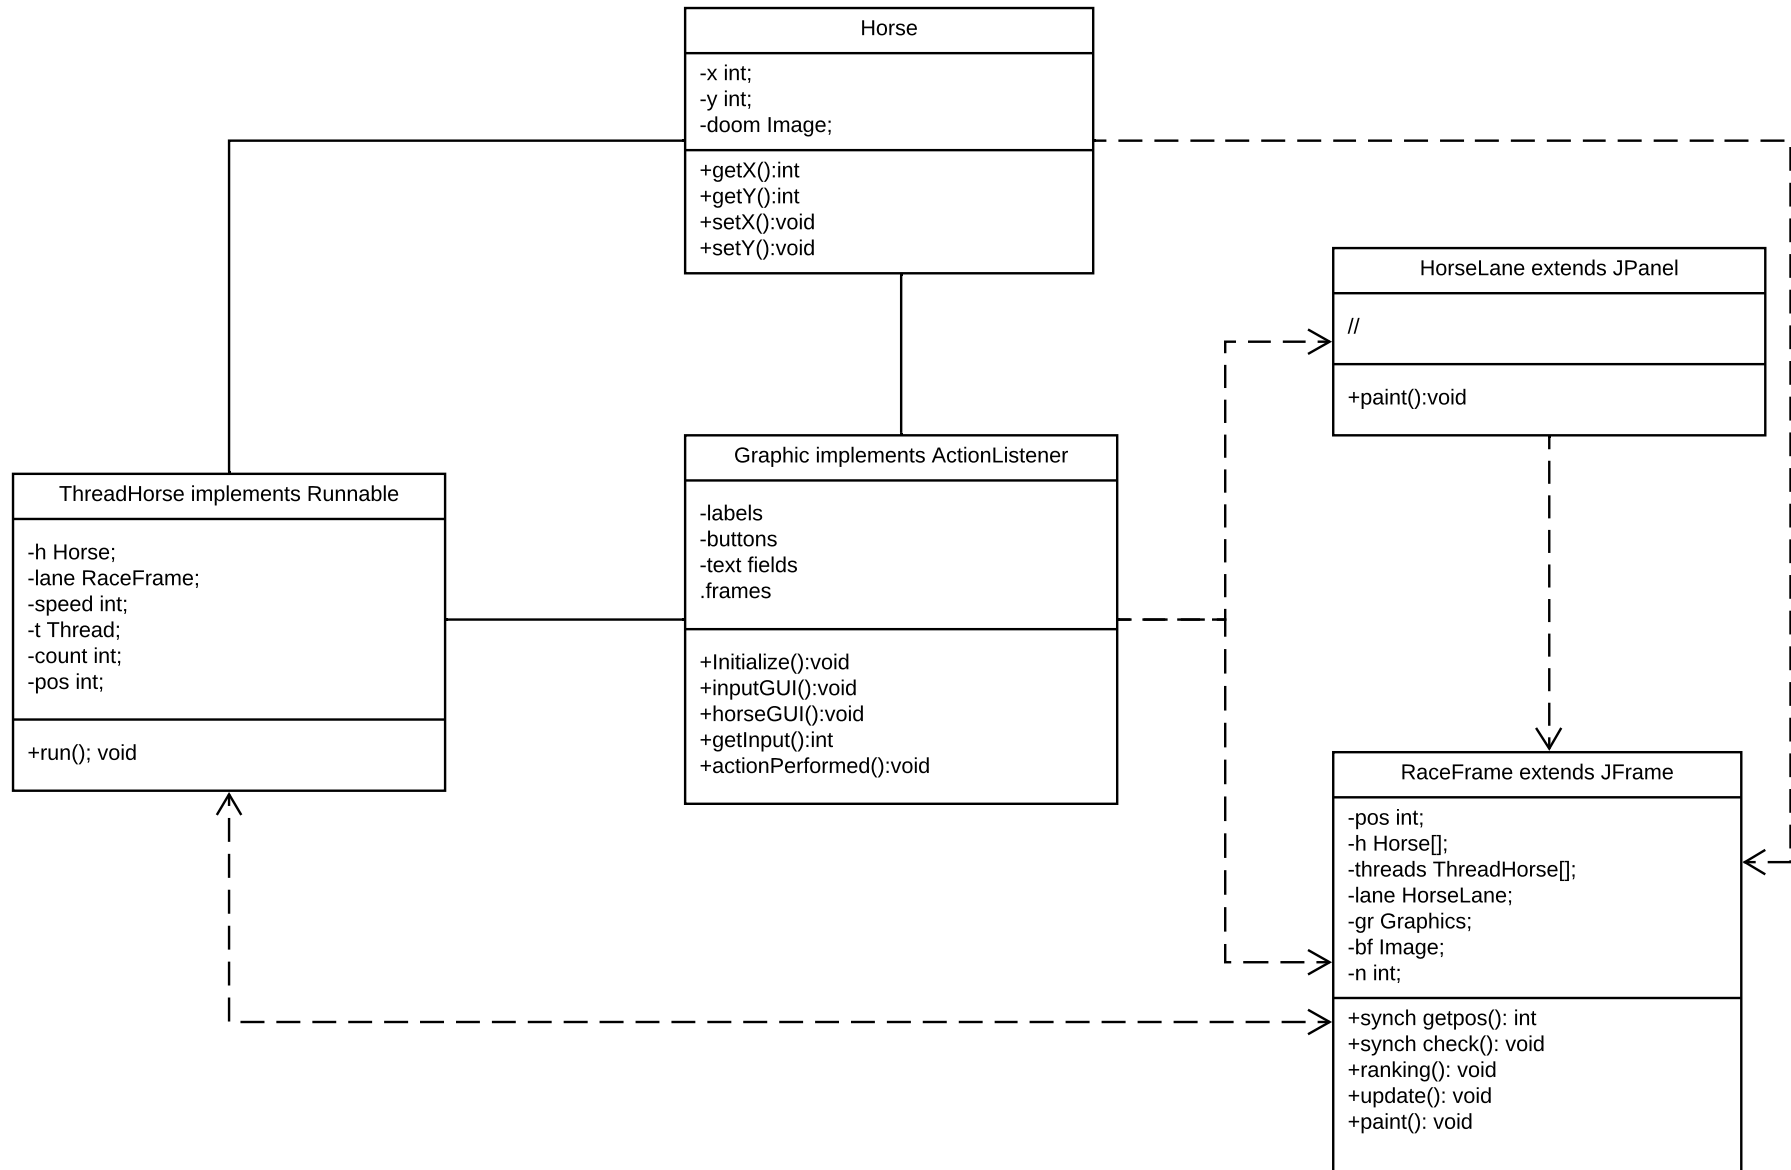 Horse
-x int;
-y int;
-doom Image;
+getX():int
+getY():int
+setX():void
+setY():void
HorseLane extends JPanel
//
+paint():void
Graphic implements ActionListener
-labels
-buttons
-text fields
.frames
+Initialize():void
+inputGUI():void
+horseGUI():void
+getInput():int
+actionPerformed():void
ThreadHorse implements Runnable
-h Horse;
-lane RaceFrame;
-speed int;
-t Thread;
-count int;
-pos int;
+run(); void
RaceFrame extends JFrame
-pos int;
-h Horse[];
-threads ThreadHorse[];
-lane HorseLane;
-gr Graphics;
-bf Image;
-n int;
+synch getpos(): int
+synch check(): void
+ranking(): void
+update(): void
+paint(): void